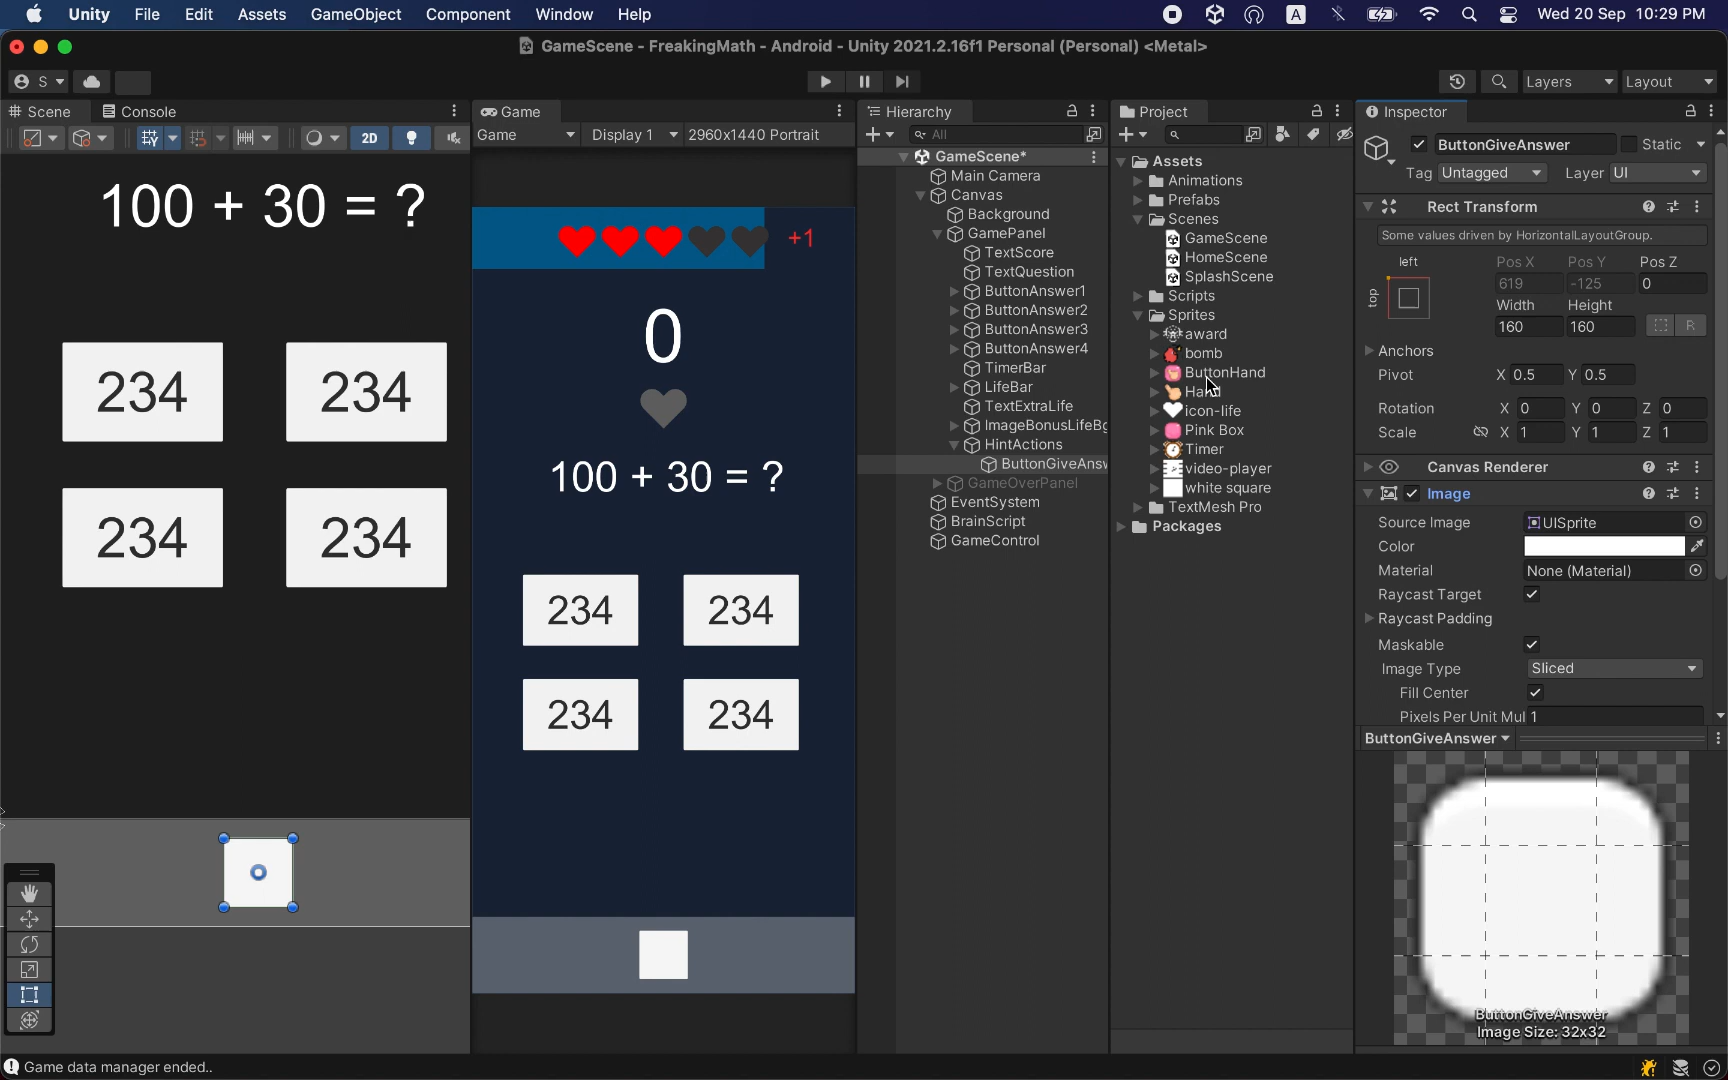 Unity File Edit Assets GameObject Component Window Help A Wed 20 Sep 10:29 PM
GameScene - FreakingMath - Android - Unity 2021.2.16f1 Personal (Personal) <Metal>
S Layers Layout
Scene Console
2D
100 + 30 = ?
234 234
234 234
Game
Game Display 1 2960x1440 Portrait
+1
0
100 + 30 = ?
234 234
234 234
Hierarchy
All
GameScene*
Main Camera
Canvas
Background
GamePanel
TextScore
TextQuestion
ButtonAnswer1
ButtonAnswer2
ButtonAnswer3
ButtonAnswer4
TimerBar
LifeBar
TextExtraLife
ImageBonusLifeBg
HintActions
ButtonGiveAnsw
GameOverPanel
EventSystem
BrainScript
GameControl
Project
Assets
Animations
Prefabs
Scenes
GameScene
HomeScene
SplashScene
Scripts
Sprites
award
bomb
ButtonHand
Hand
icon-life
Pink Box
Timer
video-player
white square
TextMesh Pro
Packages
Inspector
ButtonGiveAnswer Static
Tag Untagged Layer UI
Rect Transform
Some values driven by HorizontalLayoutGroup.
left Pos X Pos Y Pos Z
top 619 -125 0
Width Height
160 160 R
Anchors
Pivot X 0.5 Y 0.5
Rotation X 0 Y 0 Z 0
Scale X 1 Y 1 Z 1
Canvas Renderer
Image
Source Image UISprite
Color
Material None (Material)
Raycast Target
Raycast Padding
Maskable
Image Type Sliced
Fill Center
Pixels Per Unit Mul 1
ButtonGiveAnswer
ButtonGiveAnswer
Image Size: 32x32
Game data manager ended..